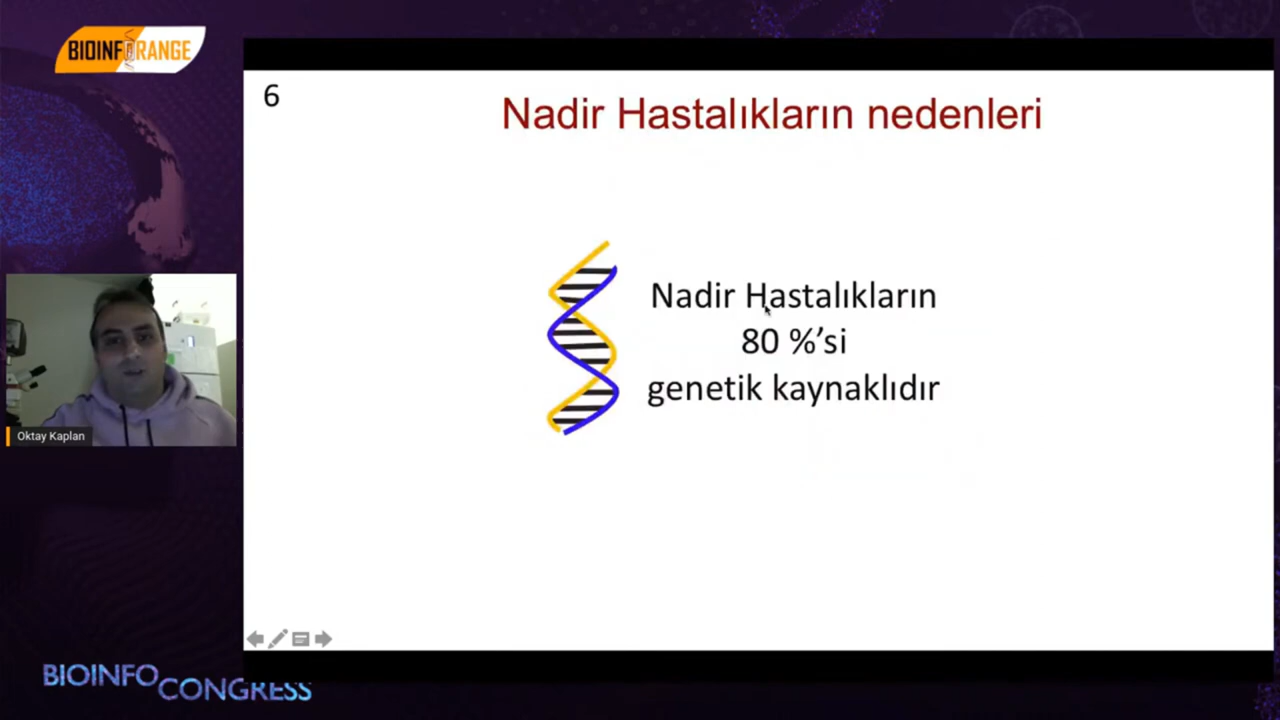 BIOINFORANGE
6
Nadir Hastalıkların nedenleri
Nadir Hastalıkların
80 %’si
genetik kaynaklıdır
Oktay Kaplan
BIOINFO
CONGRESS